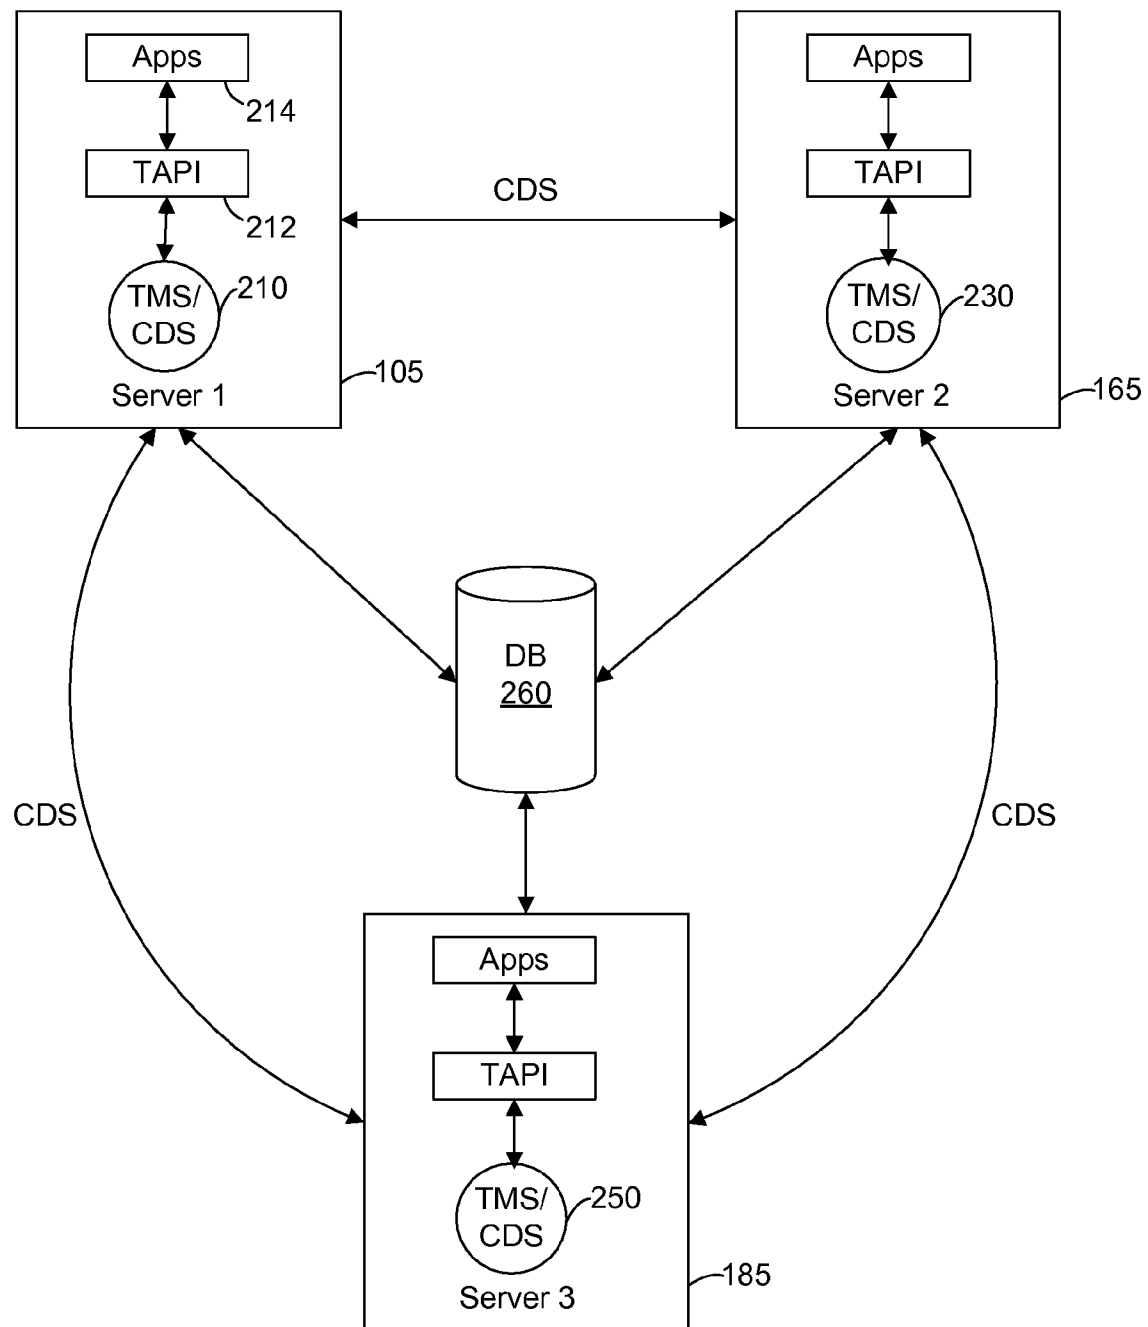 Apps
214
TAPI
212
TMS/
CDS
210
Server 1
105
CDS
Apps
TAPI
TMS/
CDS
230
Server 2
165
DB
260
CDS
CDS
Apps
TAPI
TMS/
CDS
250
Server 3
185